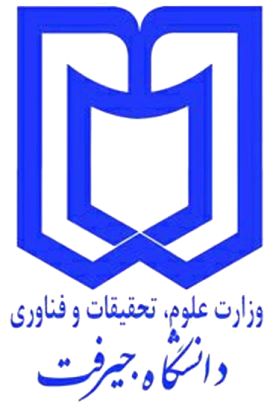 وزارت علوم، تحقیقات و فناوری
دانشگاه جیرفت